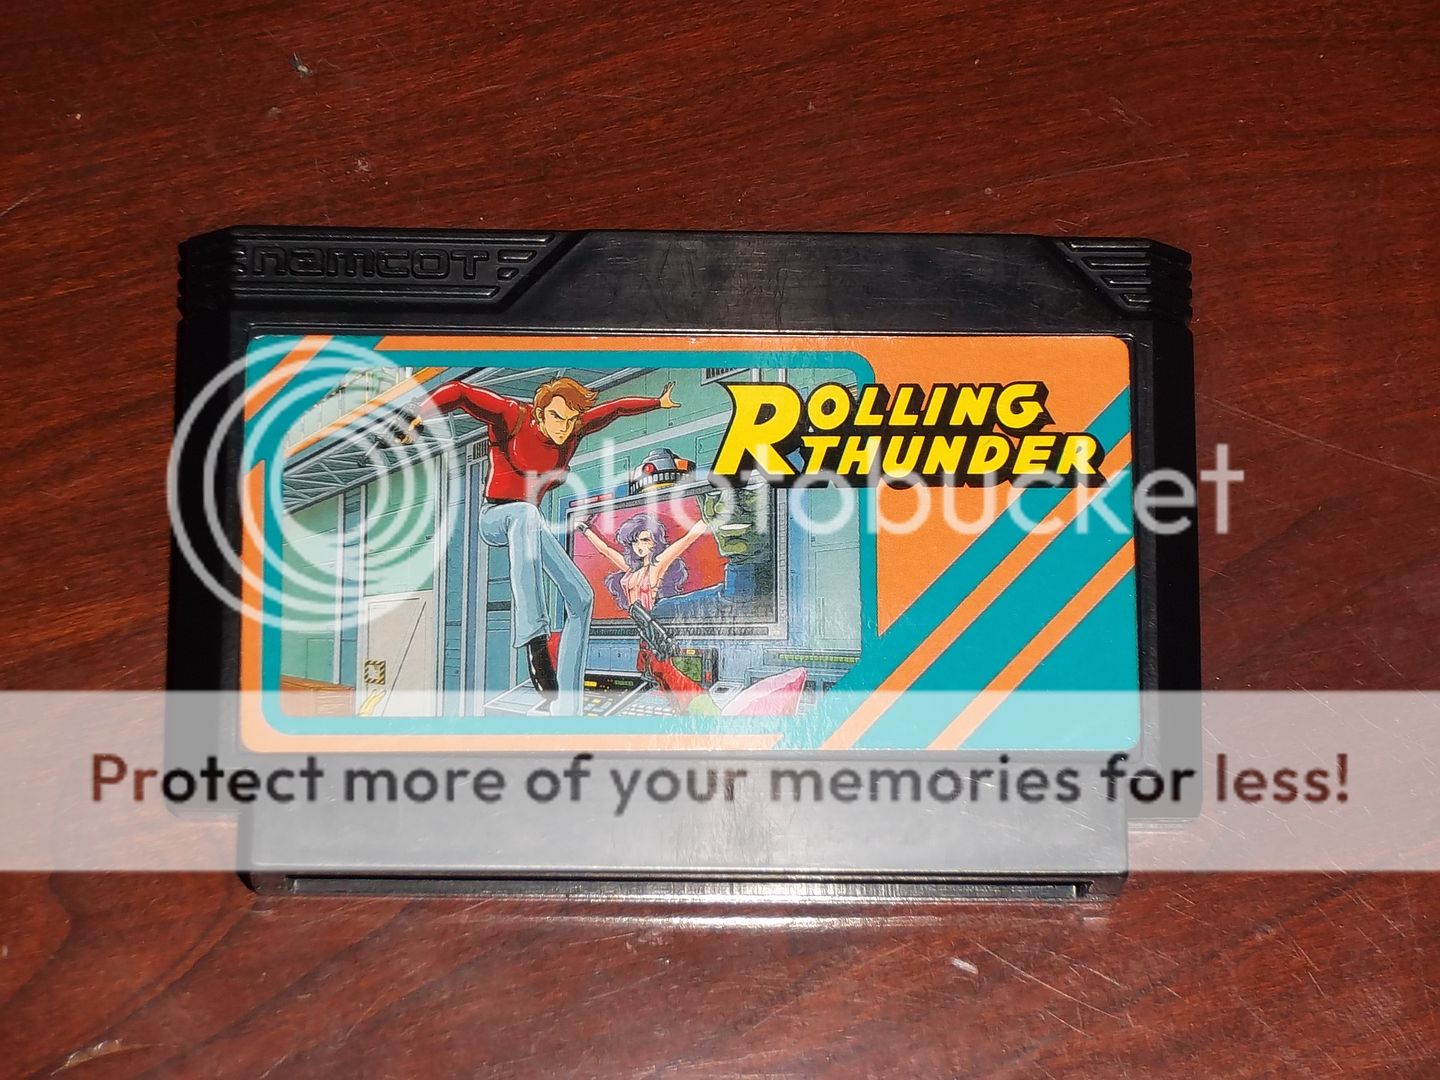 namcot
ROLLING
THUNDER
photobucket
Protect more of your memories for less!